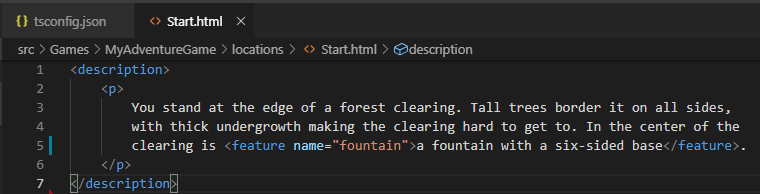 tsconfig.json Start.html
src > Games > MyAdventureGame > locations > Start.html > description
1 <description>
2 <p>
3 You stand at the edge of a forest clearing. Tall trees border it on all sides,
4 with thick undergrowth making the clearing hard to get to. In the center of the
5 clearing is <feature name="fountain">a fountain with a six-sided base</feature>.
6 </p>
7 </description>